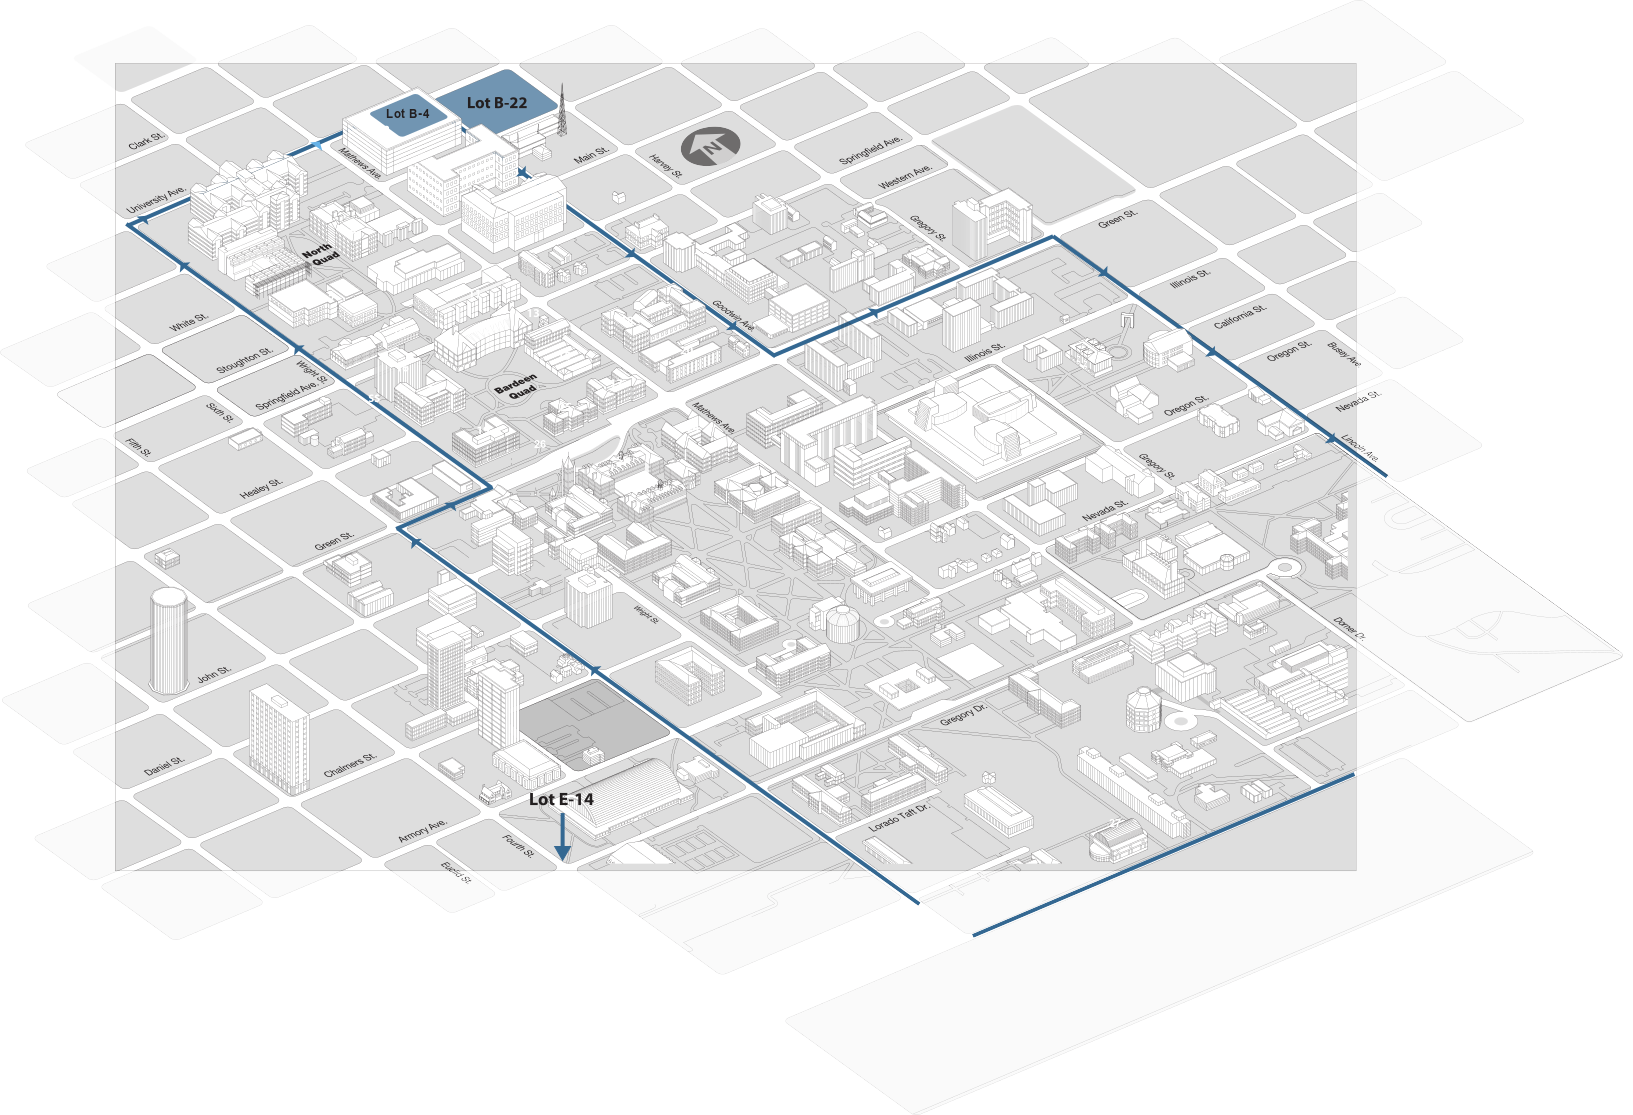 Lot B-22
Lot B-4
Clark St.
Mathews Ave.
Main St.
Harvey St.
N
Springfield Ave.
Western Ave.
University Ave.
Gregory St.
Green St.
North
Quad
Illinois St.
White St.
Goodwin Ave.
California St.
Stoughton St.
Wright St.
Illinois St.
Oregon St.
Busey Ave.
Springfield Ave.
Bardeen
Quad
33
Sixth St.
Mathews Ave.
Oregon St.
Nevada St.
Fifth St.
26
Lincoln Ave.
Gregory St.
Healey St.
Nevada St.
Green St.
Wright St.
Dorner Dr.
John St.
Gregory Dr.
Daniel St.
Chalmers St.
Lot E-14
Lorado Taft Dr.
22
Armory Ave.
Fourth St.
Euclid St.